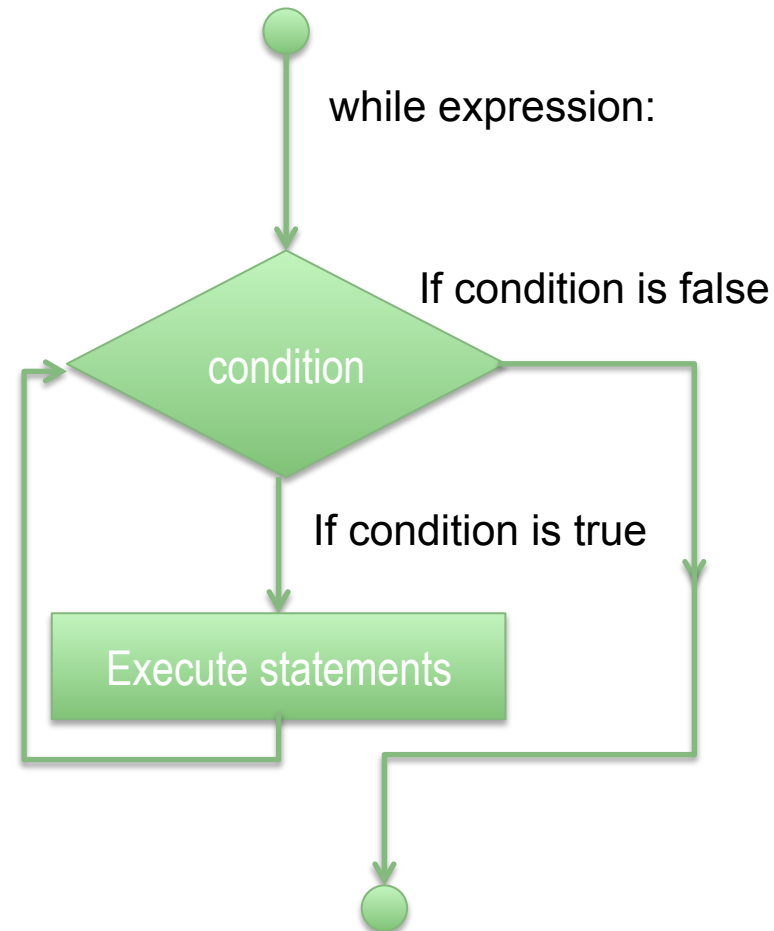 while expression:
If condition is false
condition
If condition is true
Execute statements